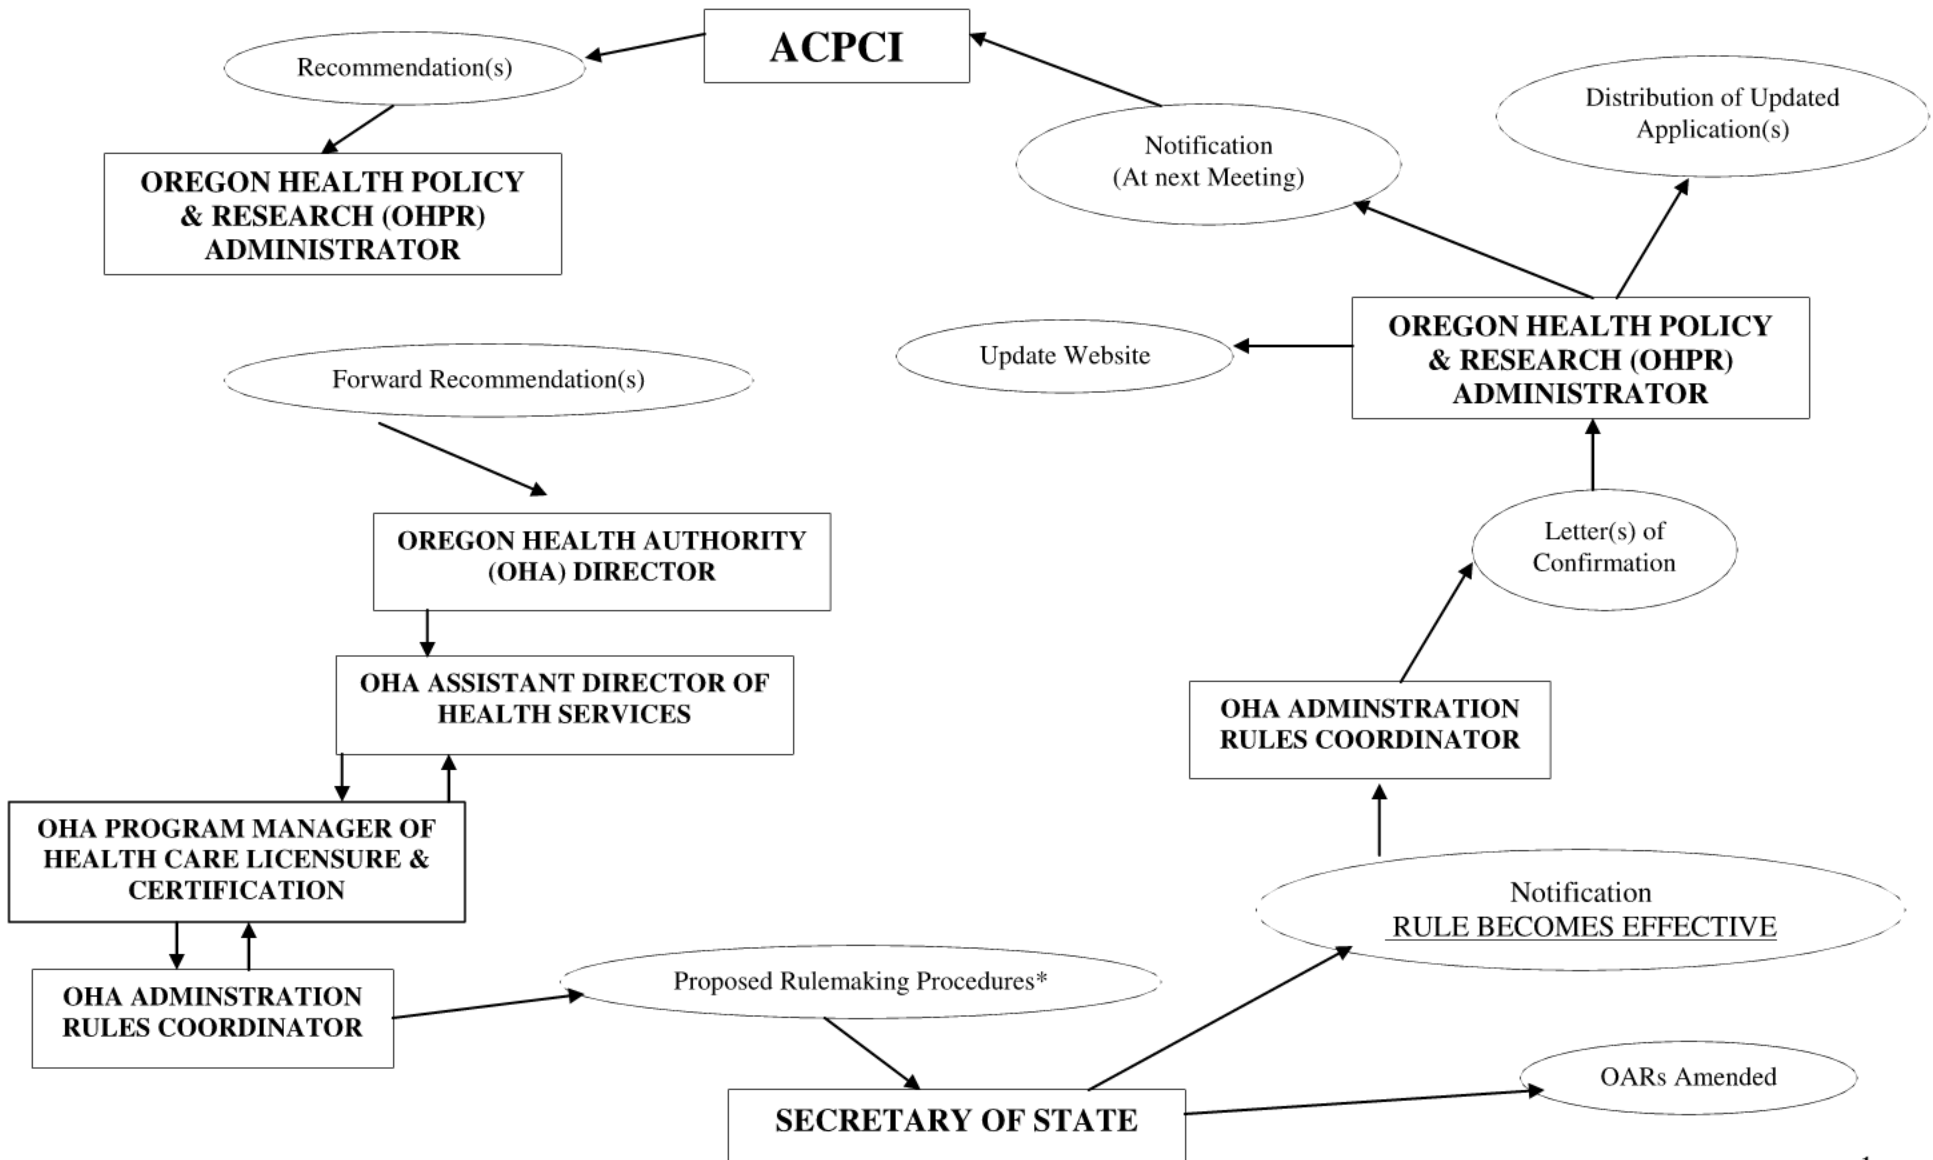 ACPCI
Recommendation(s)
Distribution of Updated
Application(s)
Notification
(At next Meeting)
OREGON HEALTH POLICY
& RESEARCH (OHPR)
ADMINISTRATOR
OREGON HEALTH POLICY
& RESEARCH (OHPR)
ADMINISTRATOR
Update Website
Forward Recommendation(s)
Letter(s) of
Confirmation
OREGON HEALTH AUTHORITY
(OHA) DIRECTOR
OHA ASSISTANT DIRECTOR OF
HEALTH SERVICES
OHA ADMINSTRATION
RULES COORDINATOR
OHA PROGRAM MANAGER OF
HEALTH CARE LICENSURE &
CERTIFICATION
Notification
RULE BECOMES EFFECTIVE
OHA ADMINSTRATION
RULES COORDINATOR
Proposed Rulemaking Procedures*
OARs Amended
SECRETARY OF STATE